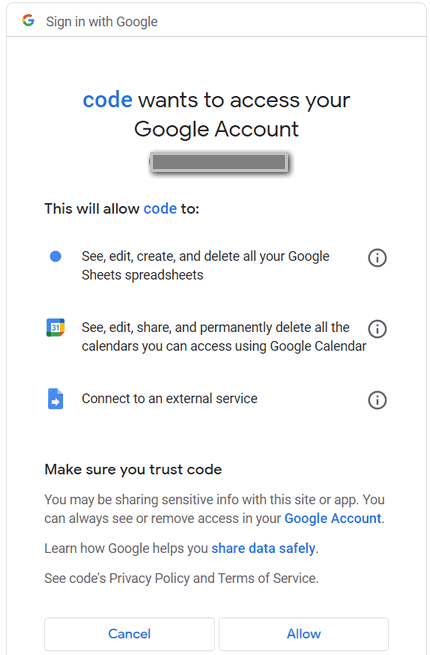 Sign in with Google
code wants to access your
Google Account
This will allow code to:
See, edit, create, and delete all your Google
Sheets spreadsheets
31
See, edit, share, and permanently delete all the
calendars you can access using Google Calendar
Connect to an external service
Make sure you trust code
You may be sharing sensitive info with this site or app. You
can always see or remove access in your Google Account.
Learn how Google helps you share data safely.
See code's Privacy Policy and Terms of Service.
Cancel
Allow